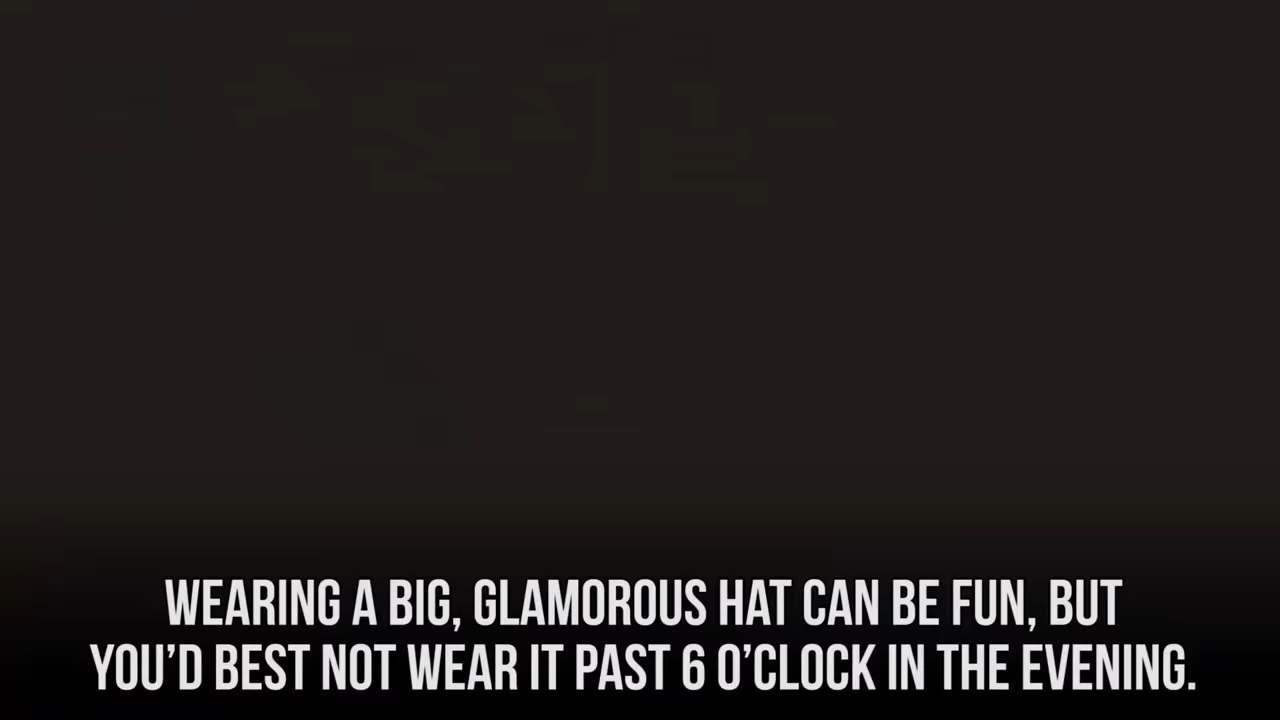 WEARING A BIG, GLAMOROUS HAT CAN BE FUN, BUT
YOU'D BEST NOT WEAR IT PAST 6 O'CLOCK IN THE EVENING.